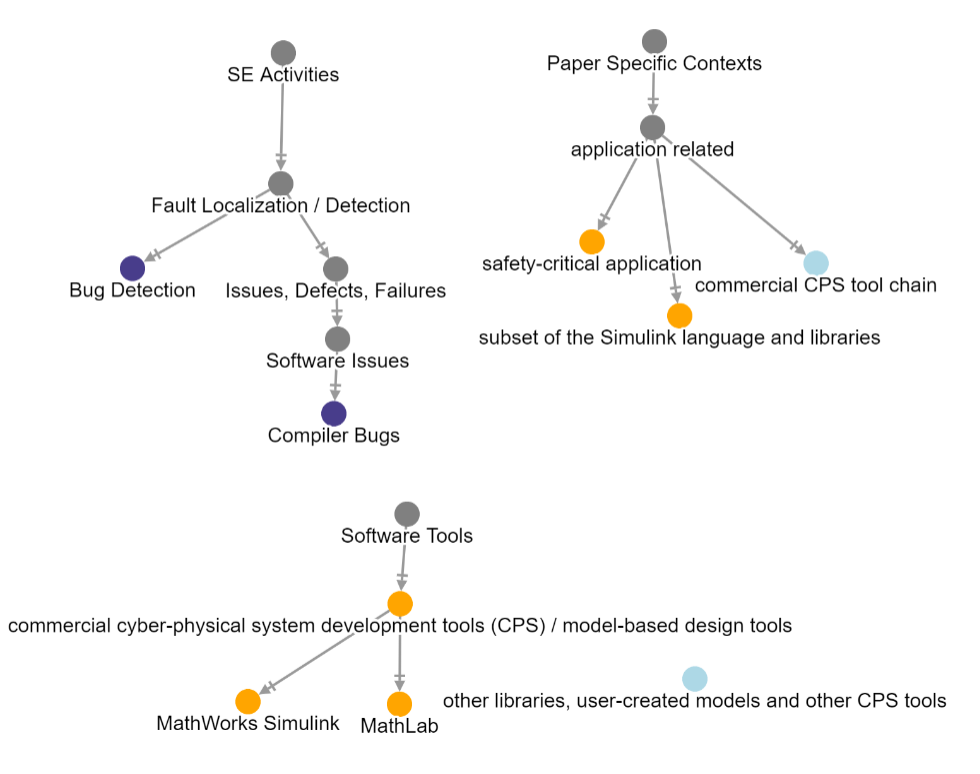 SE Activities
Fault Localization / Detection
Bug Detection
Issues, Defects, Failures
Software Issues
Compiler Bugs
Paper Specific Contexts
application related
safety-critical application
commercial CPS tool chain
subset of the Simulink language and libraries
Software Tools
commercial cyber-physical system development tools (CPS) / model-based design tools
MathWorks Simulink
MathLab
other libraries, user-created models and other CPS tools